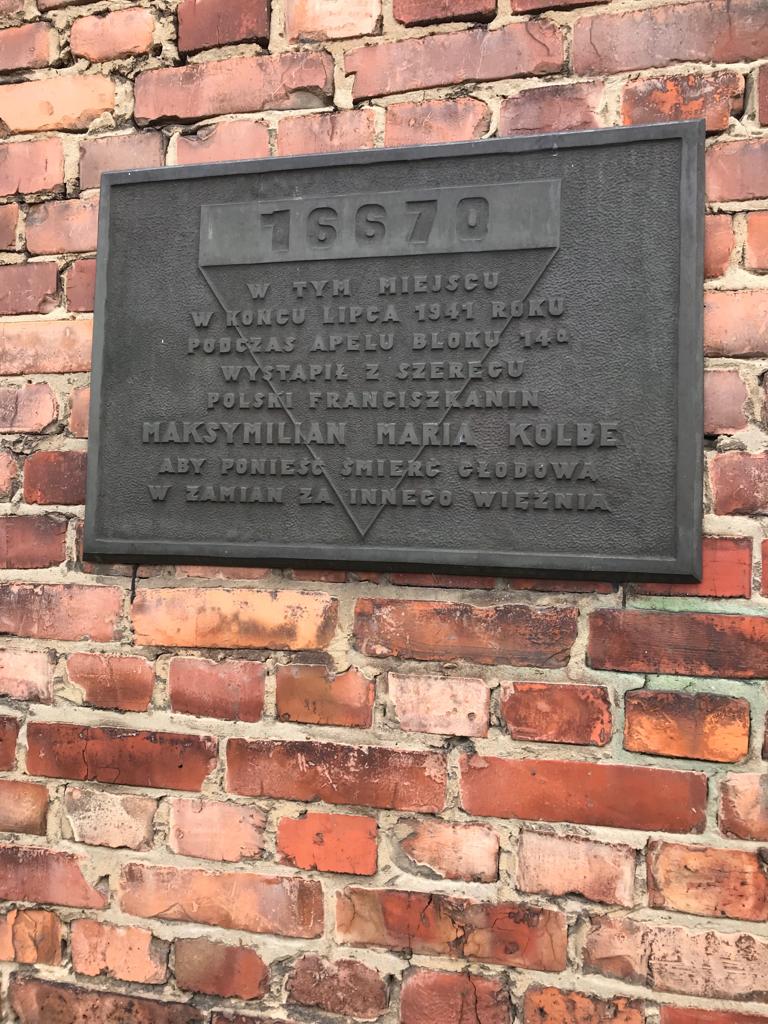 16670
W TYM MIEJSCU
W KOŃCU LIPCA 1941 ROKU
PODCZAS APELU BLOKU 14a
WYSTĄPIŁ Z SZEREGU
POLSKI FRANCISZKANIN
MAKSYMILIAN MARIA KOLBE
ABY PONIEŚĆ ŚMIERĆ GŁODOWĄ
W ZAMIAN ZA INNEGO WIĘŹNIA